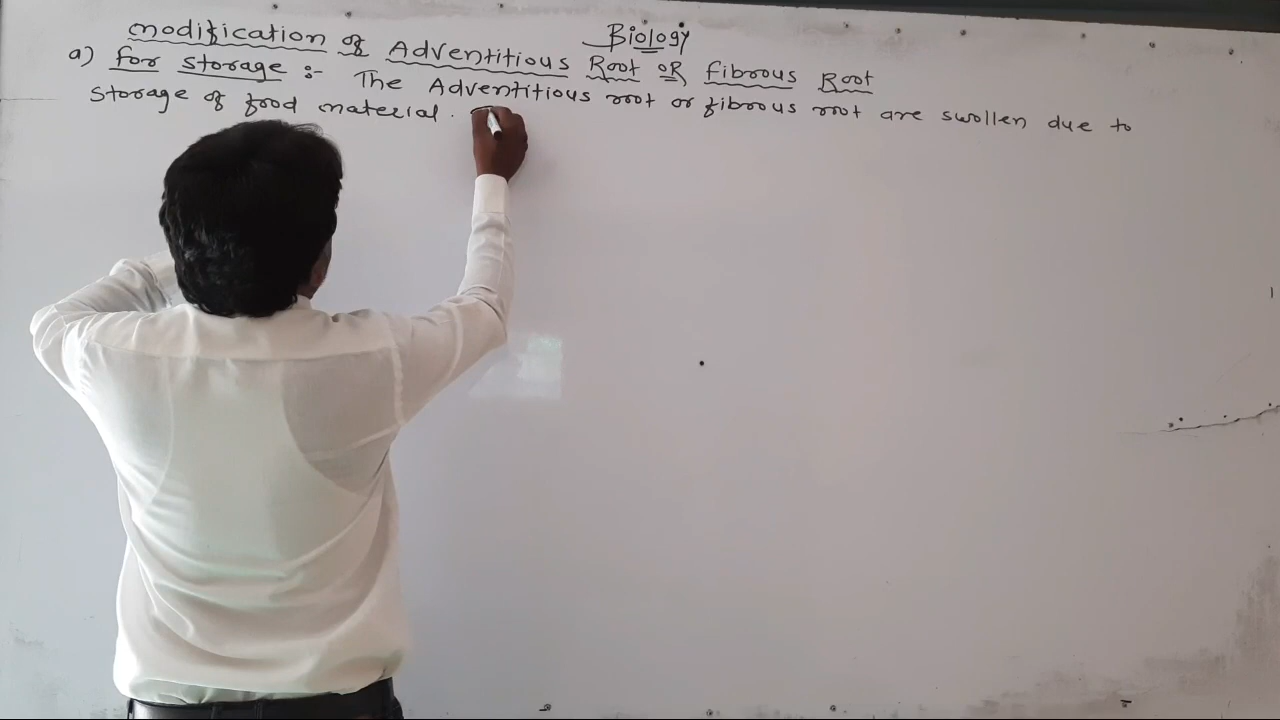 Biology
modification of Adventitious Root OR fibrous Root
a) for storage :- The Adventitious root or fibrous root are swollen due to
storage of food material.